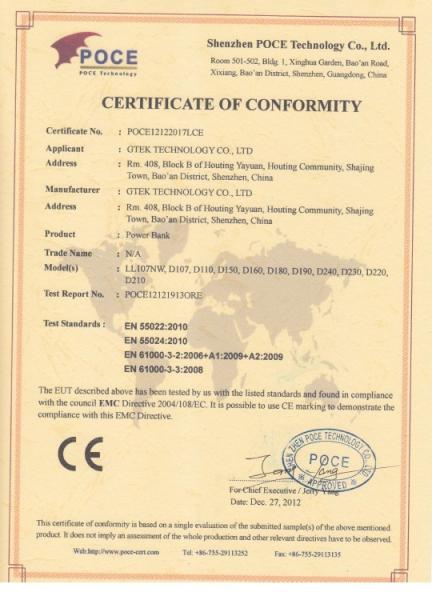 POCE
POCE Technology
Shenzhen POCE Technology Co., Ltd.
Room 501-502, Bldg. 1, Xinghua Garden, Bao'an Road,
Xixiang, Bao'an District, Shenzhen, Guangdong, China
CERTIFICATE OF CONFORMITY
Certificate No. : POCE12122017LCE
Applicant : GTEK TECHNOLOGY CO., LTD
Address : Rm. 408, Block B of Houting Yayuan, Houting Community, Shajing
Town, Bao'an District, Shenzhen, China
Manufacturer : GTEK TECHNOLOGY CO., LTD
Address : Rm. 408, Block B of Houting Yayuan, Houting Community, Shajing
Town, Bao'an District, Shenzhen, China
Product : Power Bank
Trade Name : N/A
Model(s) : LL107NW, D107, D110, D150, D160, D180, D190, D240, D230, D220,
D210
Test Report No. : POCE12121913ORE
Test Standards : EN 55022:2010
EN 55024:2010
EN 61000-3-2:2006+A1:2009+A2:2009
EN 61000-3-3:2008
The EUT described above has been tested by us with the listed standards and found in compliance
with the council EMC Directive 2004/108/EC. It is possible to use CE marking to demonstrate the
compliance with this EMC Directive.
CE
SHEN ZHEN POCE TECHNOLOGY CO., LTD
POCE
APPROVED
For Chief Executive / Jerry Yang
Date: Dec. 27, 2012
This certificate of conformity is based on a single evaluation of the submitted sample(s) of the above mentioned
product. It does not imply an assessment of the whole production and other relevant directives have to be observed.
Web:http://www.poce-cert.com Tel: +86-755-29113252 Fax: +86-755-29113135